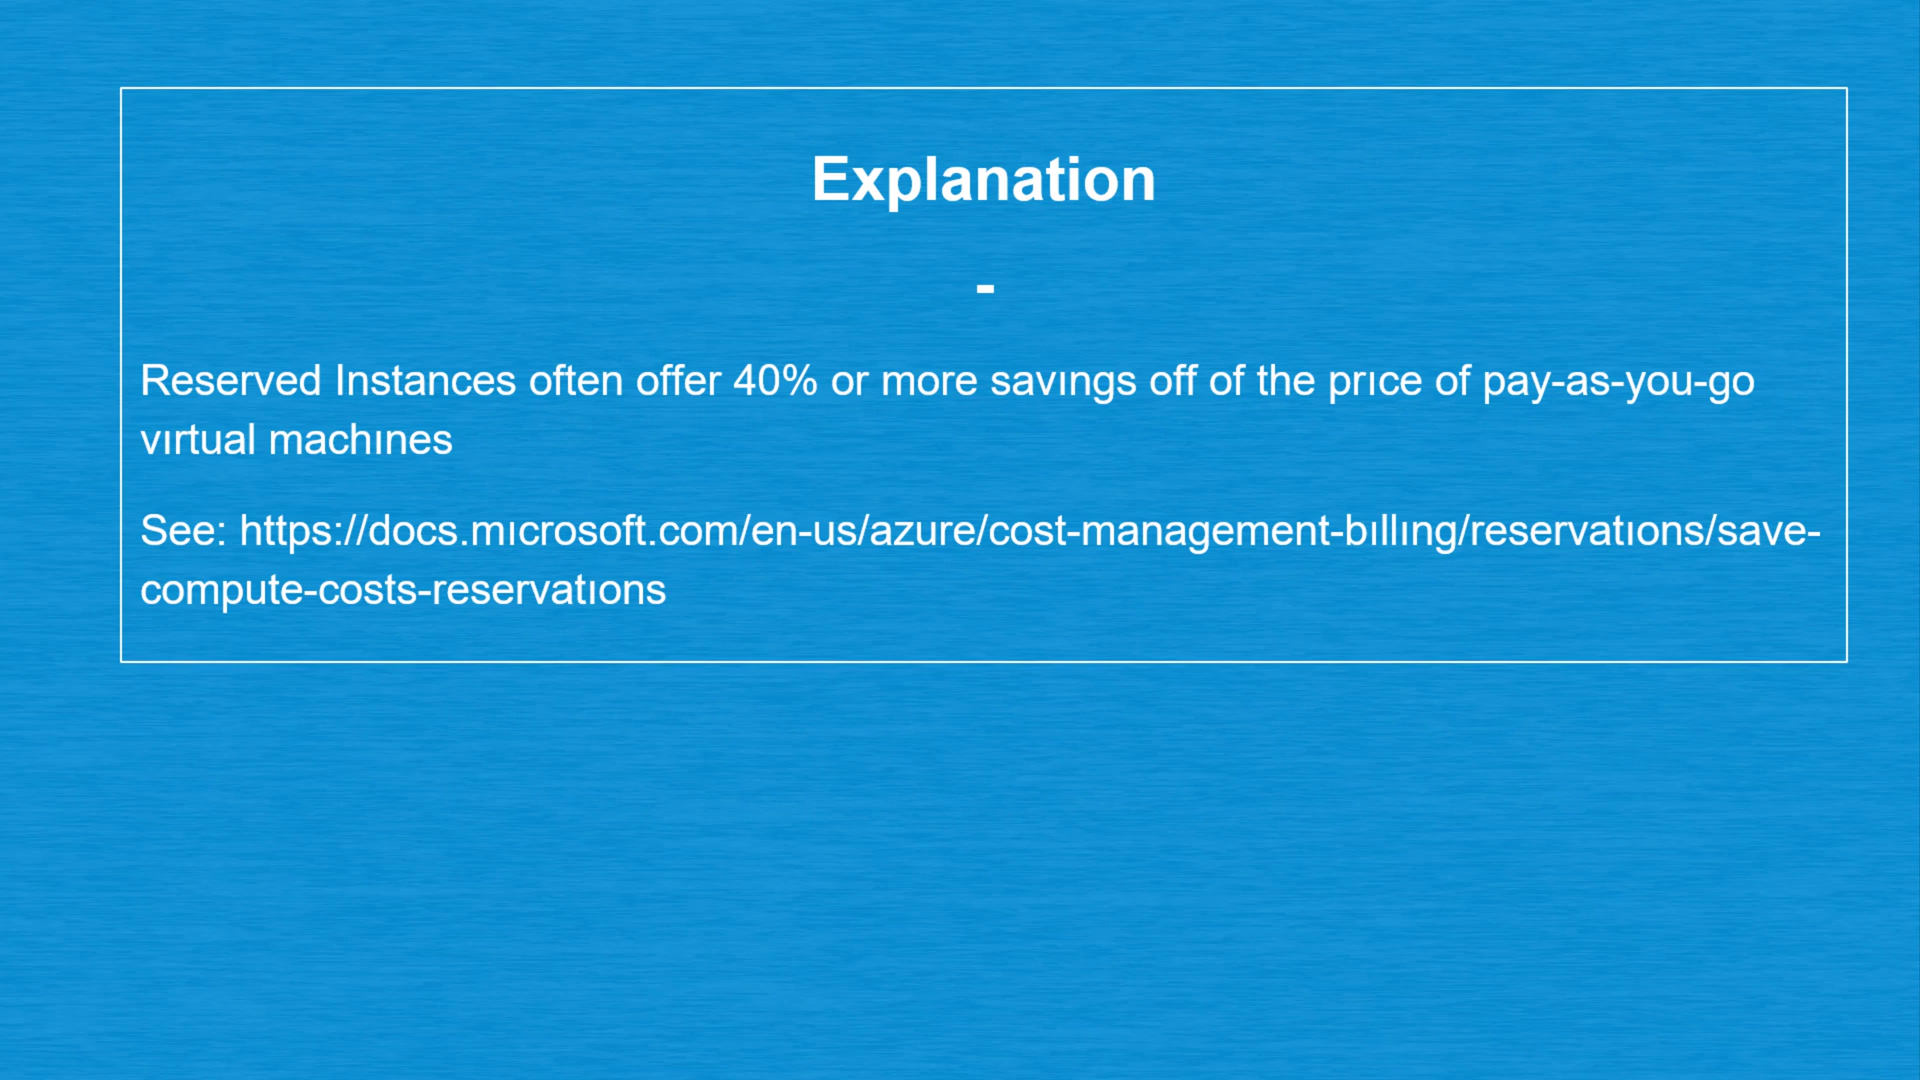 Explanation
-
Reserved Instances often offer 40% or more savings off of the price of pay-as-you-go
virtual machines
See: https://docs.microsoft.com/en-us/azure/cost-management-billing/reservations/save-
compute-costs-reservations